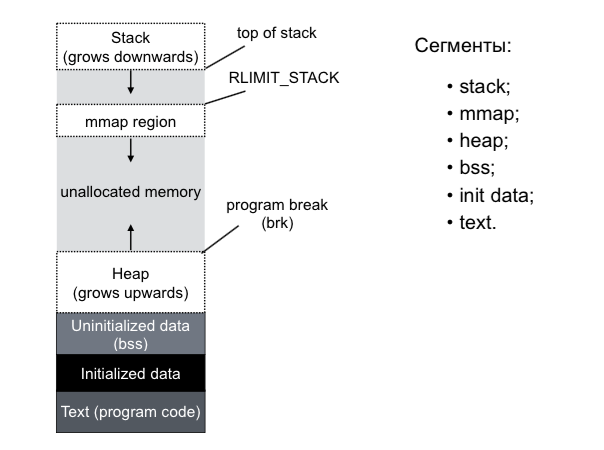 Stack
(grows downwards)
top of stack
RLIMIT_STACK
mmap region
unallocated memory
program break
(brk)
Heap
(grows upwards)
Uninitialized data
(bss)
Initialized data
Text (program code)
Сегменты:
• stack;
• mmap;
• heap;
• bss;
• init data;
• text.